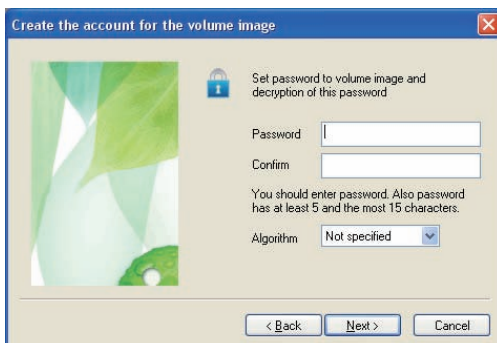 Create the account for the volume image
Set password to volume image and
decryption of this password
Password
Confirm
You should enter password. Also password
has at least 5 and the most 15 characters.
Algorithm Not specified
< Back Next > Cancel